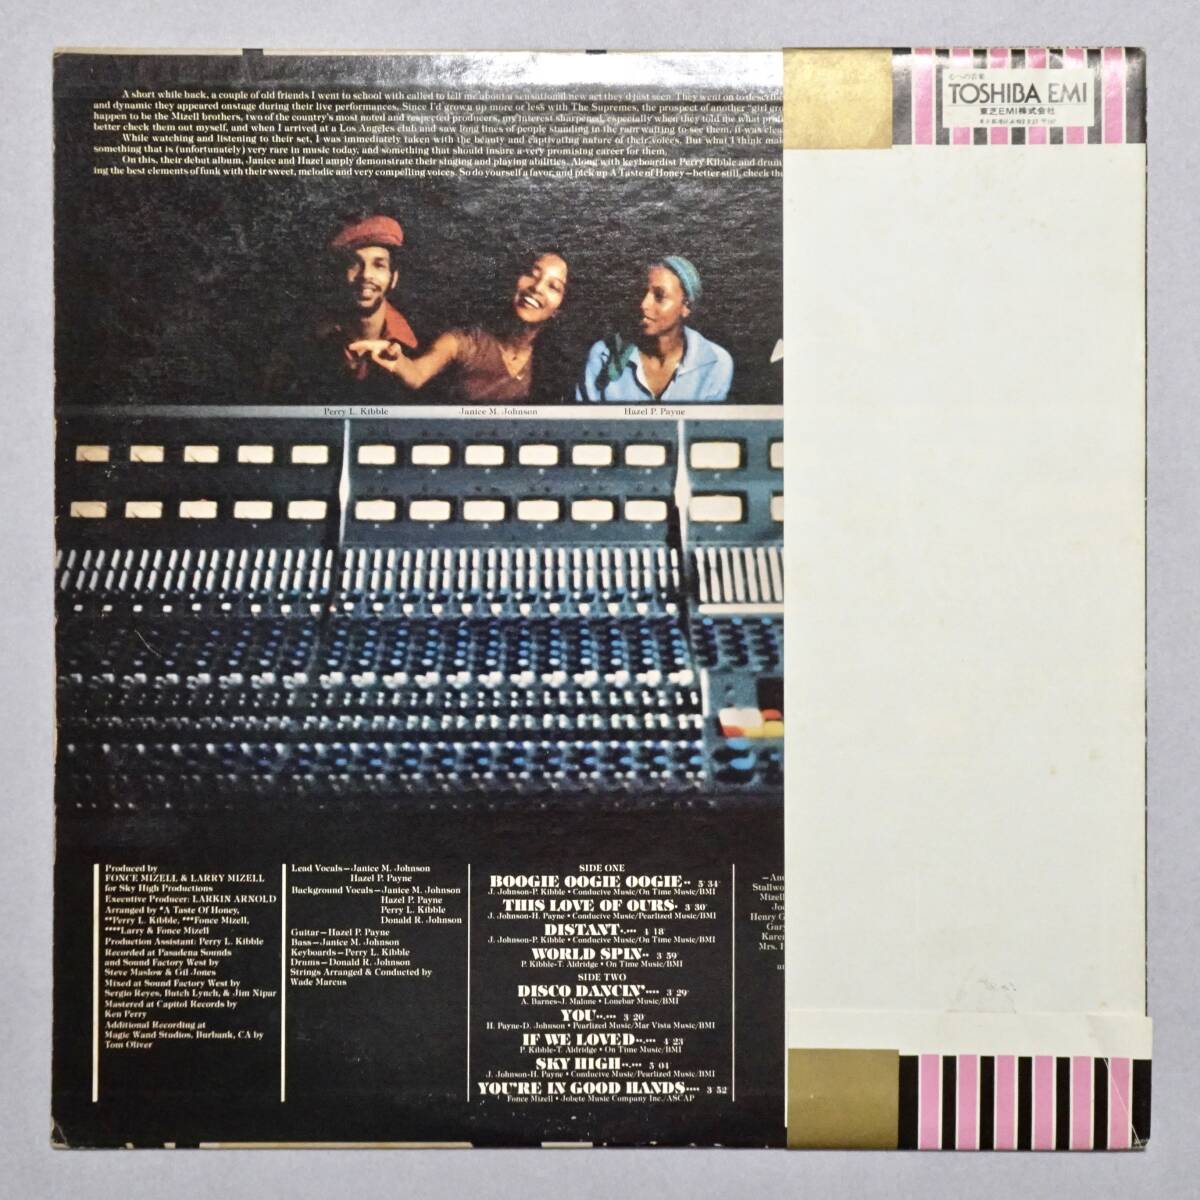 A short while back, a couple of old friends I went to school with called to tell me about a sensational new act they'd just seen. They went on to describe
and dynamic they appeared onstage during their live performances. Since I'd grown up more or less with The Supremes, the prospect of another "girl
happen to be the Mizell brothers, two of the country's most noted and respected producers, my interest sharpened, especially when they told me what
better check them out myself, and when I arrived at a Los Angeles club and saw long lines of people standing in the rain waiting to see them, it was
While watching and listening to their set, I was immediately taken with the beauty and captivating nature of their voices. But what I think
something that is (unfortunately) very rare in music today, and something that should insure a very promising career for them.
On this, their debut album, Janice and Hazel amply demonstrate their singing and playing abilities. Along with keyboardist Perry Kibble and
ing the best elements of funk with their sweet, melodic and very compelling voices. So do yourself a favor, and pick up A Taste of Honey—better still, check
TOSHIBA EMI
東芝EMI株式会社
Perry L. Kibble
Janice M. Johnson
Hazel P. Payne
Produced by
FONCE MIZELL & LARRY MIZELL
for Sky High Productions
Executive Producer: LARKIN ARNOLD
Arranged by *A Taste Of Honey,
**Perry L. Kibble, ***Fonce Mizell,
****Larry & Fonce Mizell
Production Assistant: Perry L. Kibble
Recorded at Pasadena Sounds
and Sound Factory West by
Steve Maslow & Gil Jones
Mixed at Sound Factory West by
Sergio Reyes, Butch Lynch, & Jim Nipar
Mastered at Capitol Records by
Ken Perry
Additional Recording at
Magic Wand Studios, Burbank, CA by
Tom Oliver
Lead Vocals—Janice M. Johnson
Hazel P. Payne
Background Vocals—Janice M. Johnson
Hazel P. Payne
Perry L. Kibble
Donald R. Johnson
Guitar—Hazel P. Payne
Bass—Janice M. Johnson
Keyboards—Perry L. Kibble
Drums—Donald R. Johnson
Strings Arranged & Conducted by
Wade Marcus
SIDE ONE
BOOGIE OOGIE OOGIE** 5'34"
J. Johnson-P. Kibble • Conducive Music/On Time Music/BMI
THIS LOVE OF OURS* 3'30"
J. Johnson-H. Payne • Conducive Music/Pearlized Music/BMI
DISTANT*,*** 4'18"
J. Johnson-P. Kibble • Conducive Music/On Time Music/BMI
WORLD SPIN** 3'59"
P. Kibble-T. Aldridge • On Time Music/BMI
SIDE TWO
DISCO DANCIN'**** 3'29"
A. Barnes-J. Malone • Lonebar Music/BMI
YOU**,*** 3'20"
H. Payne-D. Johnson • Pearlized Music/Mar Vista Music/BMI
IF WE LOVED**,*** 4'23"
P. Kibble-T. Aldridge • On Time Music/BMI
SKY HIGH**,*** 5'04"
J. Johnson-H. Payne • Conducive Music/Pearlized Music/BMI
YOU'RE IN GOOD HANDS**** 3'52"
Fonce Mizell • Jobete Music Company Inc./ASCAP
Henry
Mrs.